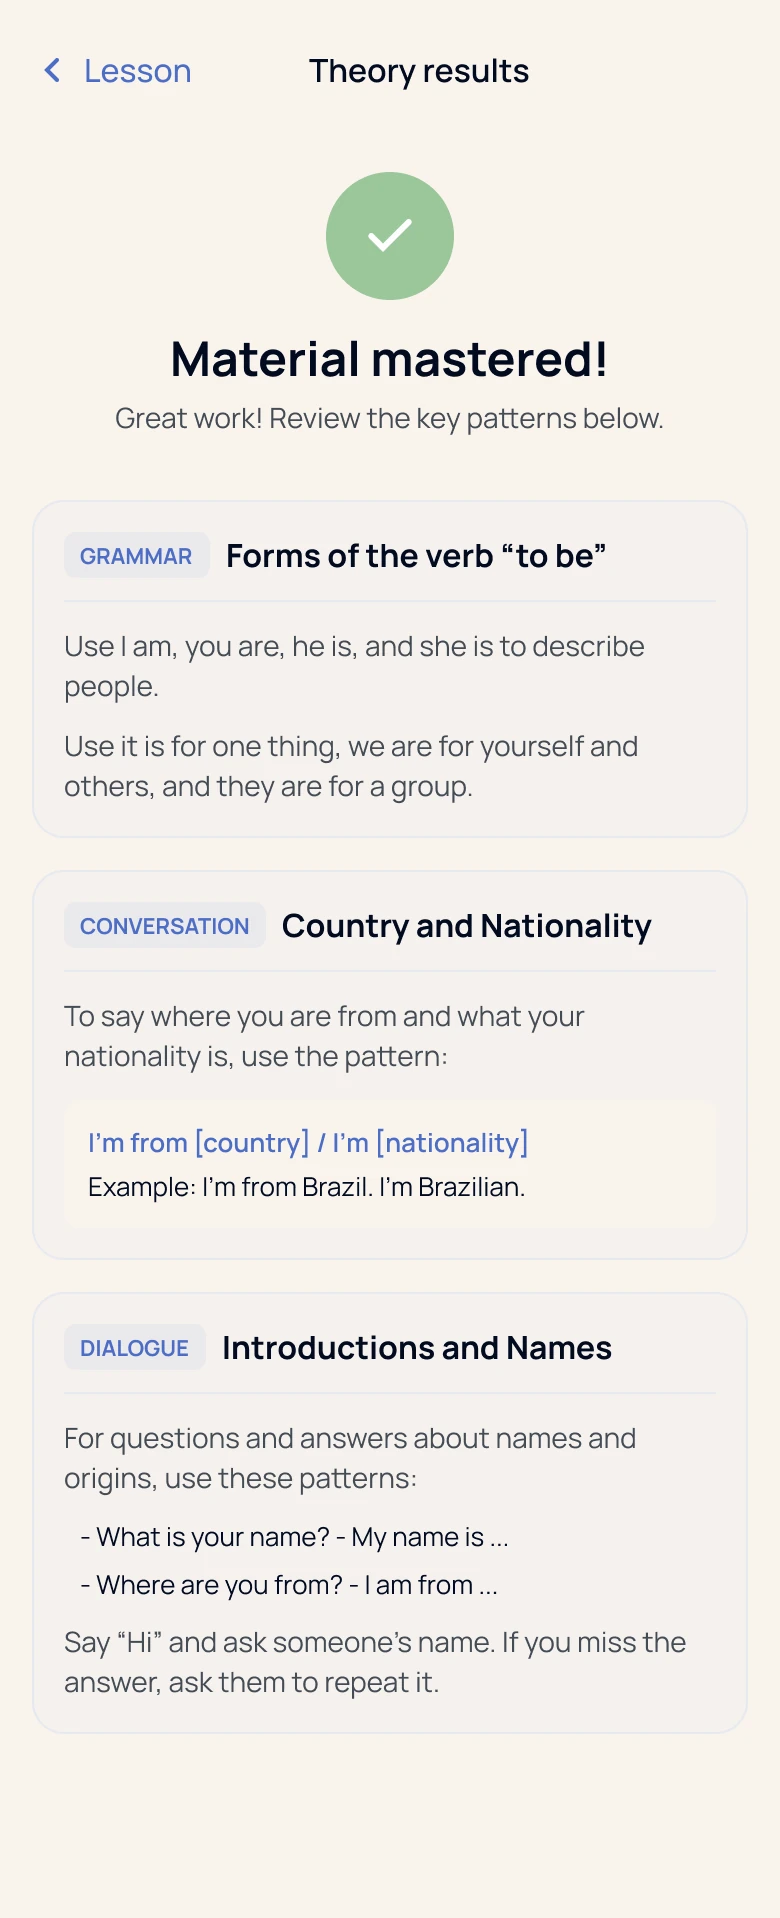 Lesson
Theory results
Material mastered!
Great work! Review the key patterns below.
GRAMMAR
Forms of the verb “to be”
Use I am, you are, he is, and she is to describe
people.
Use it is for one thing, we are for yourself and
others, and they are for a group.
CONVERSATION
Country and Nationality
To say where you are from and what your
nationality is, use the pattern:
I’m from [country] / I’m [nationality]
Example: I’m from Brazil. I’m Brazilian.
DIALOGUE
Introductions and Names
For questions and answers about names and
origins, use these patterns:
- What is your name? - My name is ...
- Where are you from? - I am from ...
Say “Hi” and ask someone’s name. If you miss the
answer, ask them to repeat it.